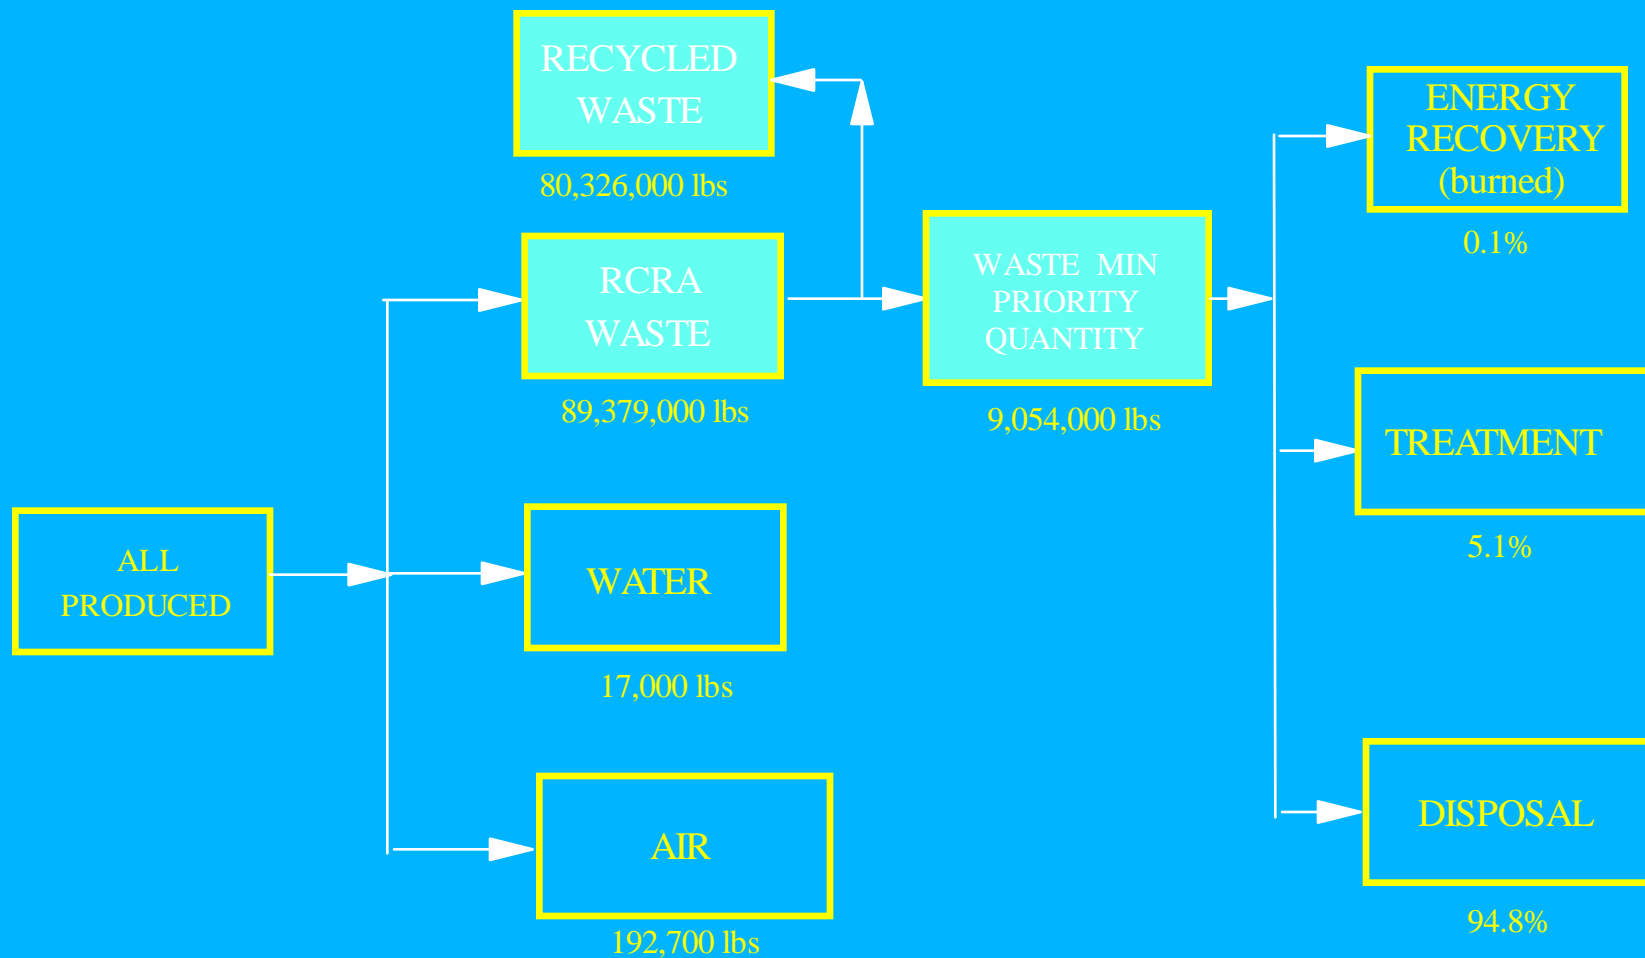 RECYCLED
WASTE
80,326,000 lbs
RCRA
WASTE
89,379,000 lbs
ALL
PRODUCED
WATER
17,000 lbs
AIR
192,700 lbs
WASTE MIN
PRIORITY
QUANTITY
9,054,000 lbs
ENERGY
RECOVERY
(burned)
0.1%
TREATMENT
5.1%
DISPOSAL
94.8%